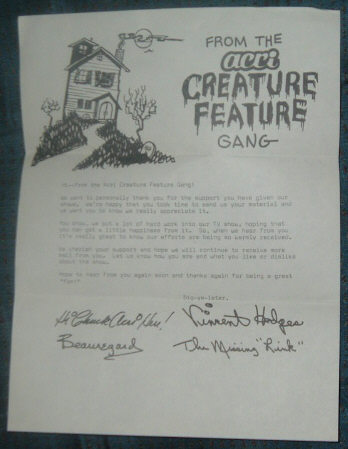 FROM THE
acri
CREATURE
FEATURE
GANG
Hi--from the Acri Creature Feature Gang!
We want to personally thank you for the support you have given our
show. We're happy that you took time to send us your material and
we want you to know we really appreciate it.
You know, we put a lot of hard work into our TV show, hoping that
you can get a little happiness from it. So, when we hear from you
it's really great to know our efforts are being so warmly received.
We cherish your support and hope we will continue to receive more
mail from you. Let us know how you are and what you like or dislike
about the show.
Hope to hear from you again soon and thanks again for being a great
"fan!"
Big-um-later,
Hi! Chuck Acri Here!
Vincent Hedges
Beauregard
The Missing "Link"